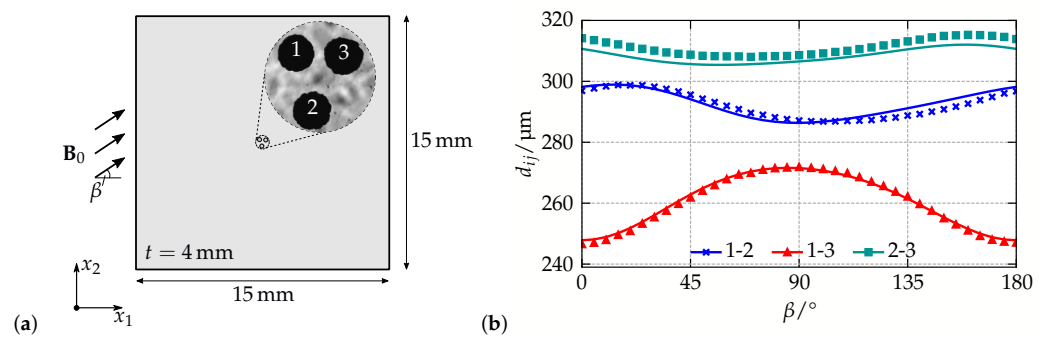 1
3
2
15 mm
B₀
β
t = 4 mm
x₂
x₁
15 mm
(a)
320
300
280
260
240
dᵢⱼ/µm
1-2
1-3
2-3
0
45
90
135
180
β/°
(b)